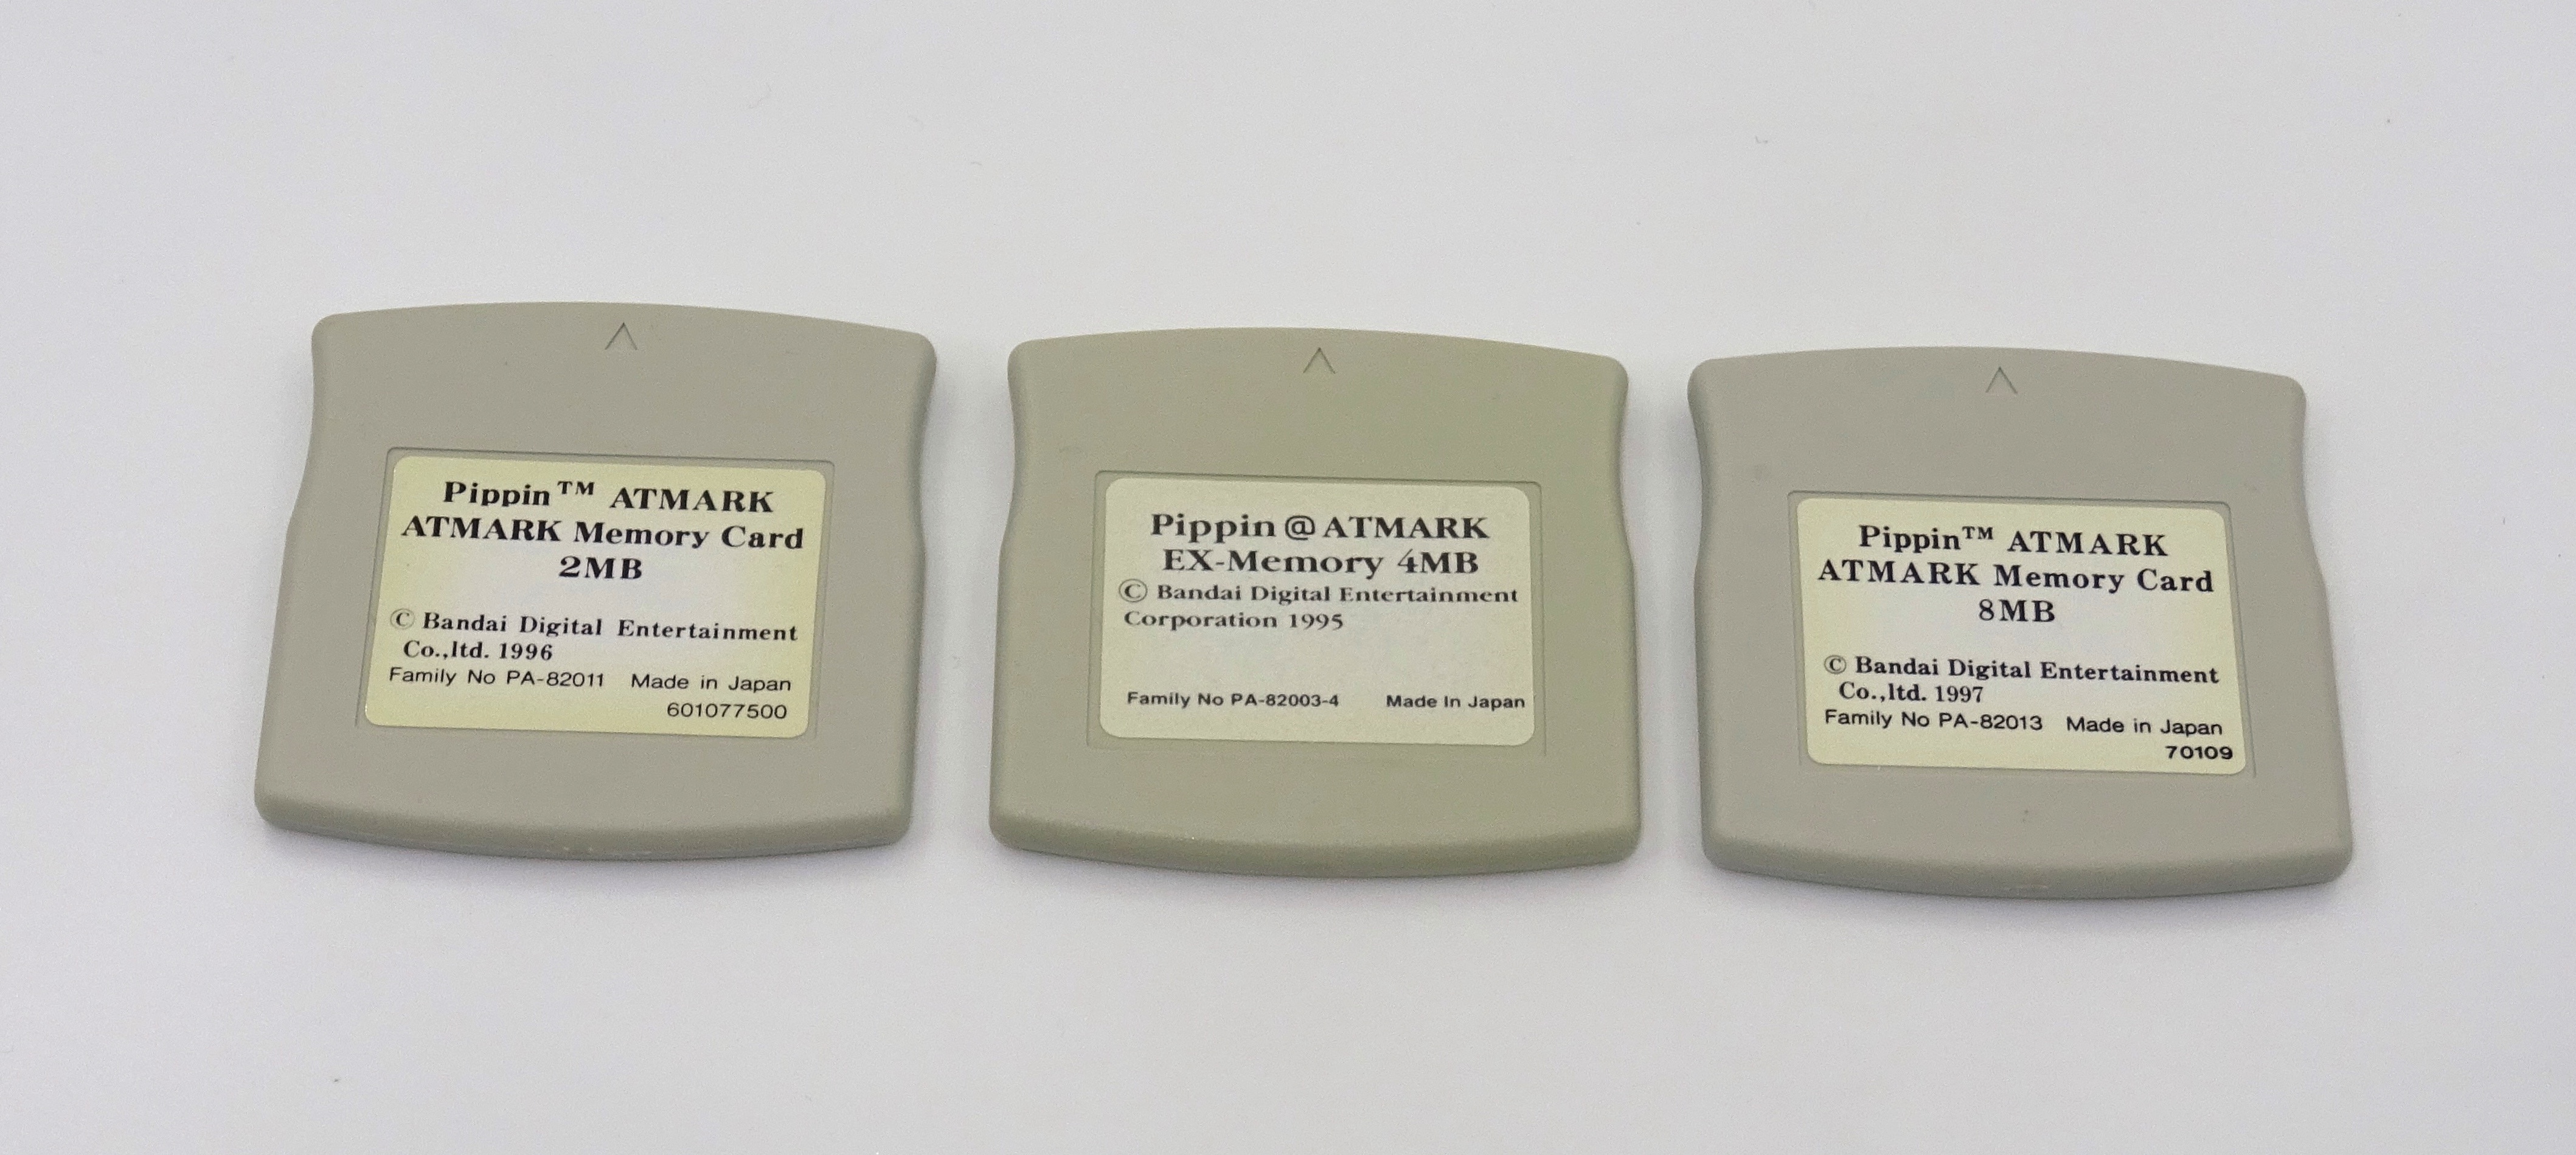 Pippin™ ATMARK
ATMARK Memory Card
2MB
© Bandai Digital Entertainment
Co.,ltd. 1996
Family No PA-82011 Made in Japan
601077500
Pippin@ATMARK
EX-Memory 4MB
© Bandai Digital Entertainment
Corporation 1995
Family No PA-82003-4 Made In Japan
Pippin™ ATMARK
ATMARK Memory Card
8MB
© Bandai Digital Entertainment
Co.,ltd. 1997
Family No PA-82013 Made in Japan
70109